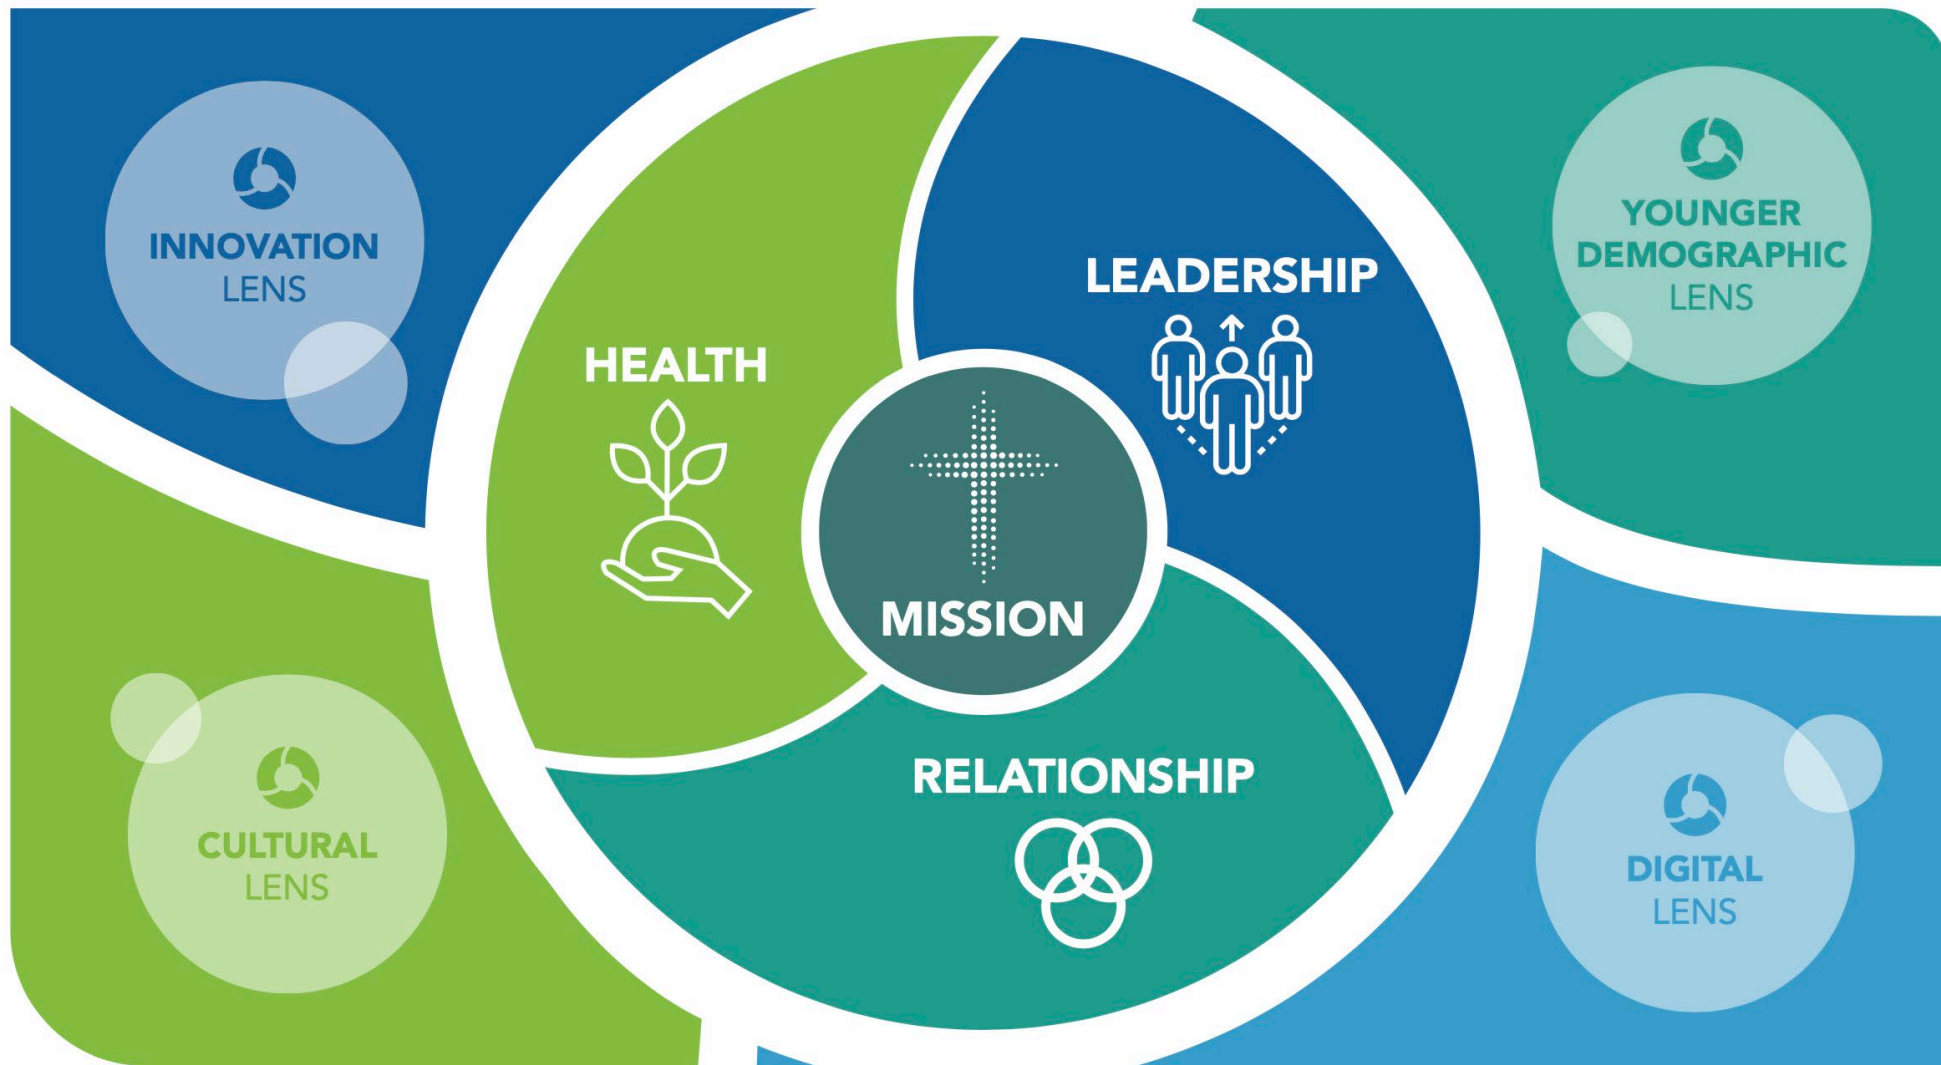 INNOVATION
LENS
YOUNGER
DEMOGRAPHIC
LENS
LEADERSHIP
HEALTH
MISSION
RELATIONSHIP
CULTURAL
LENS
DIGITAL
LENS